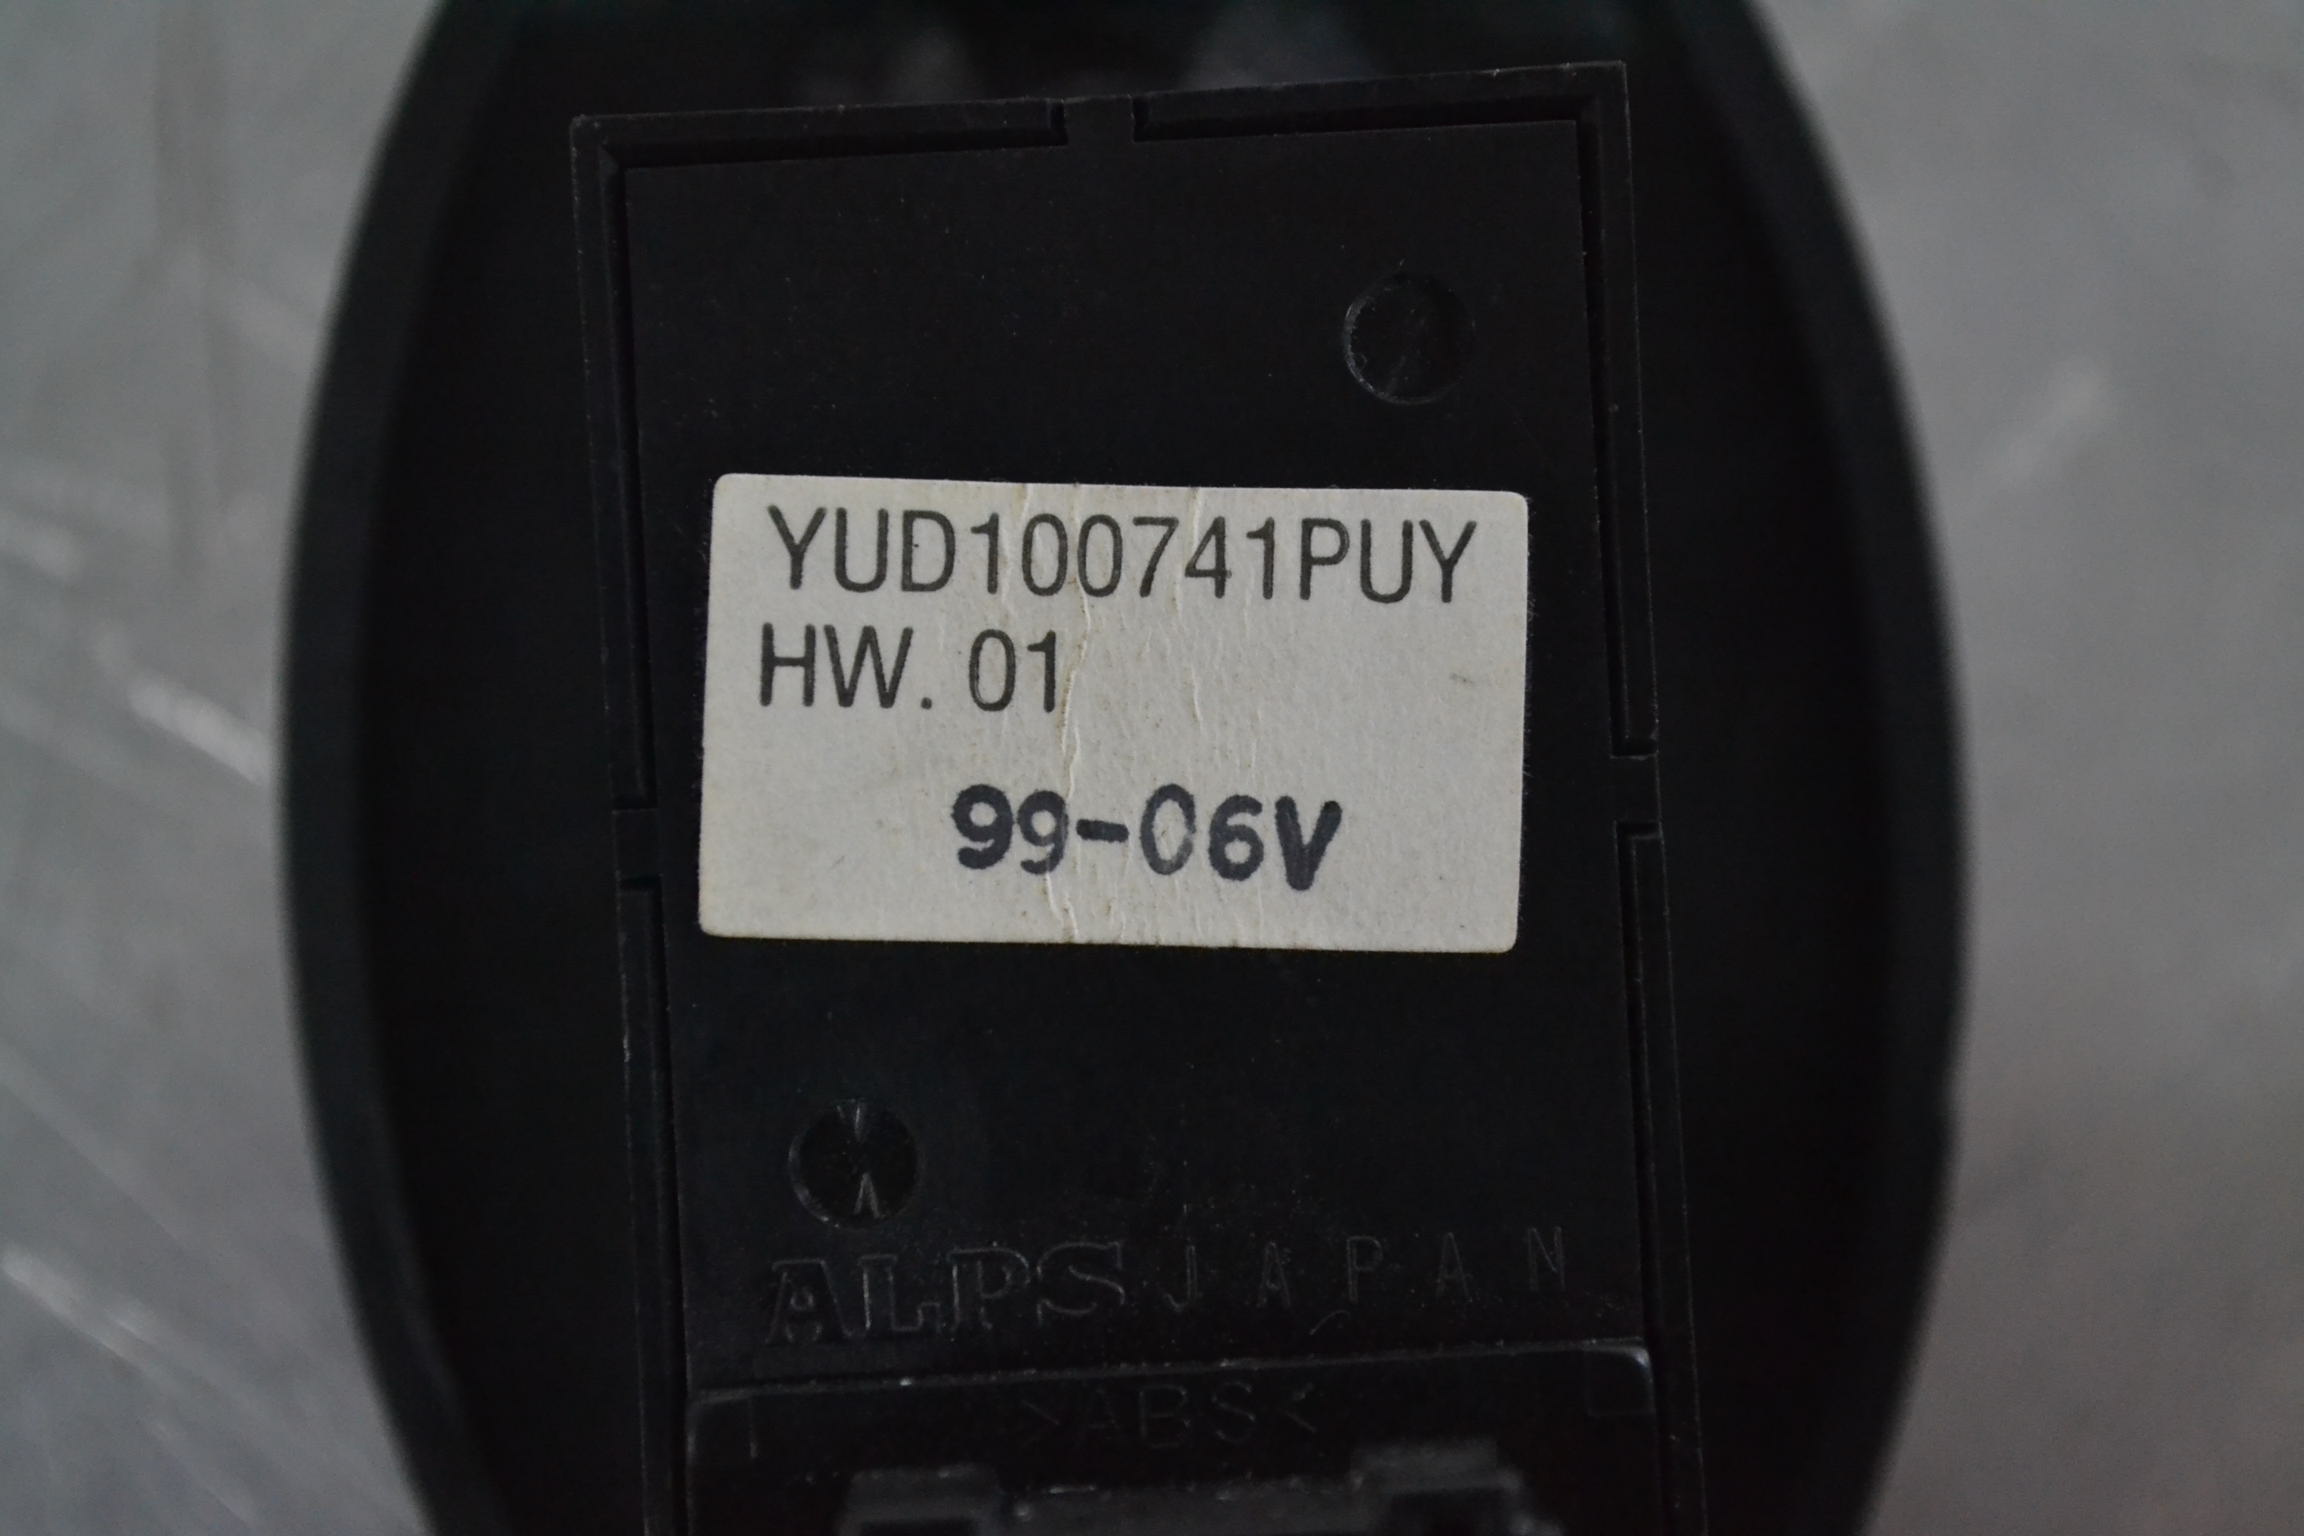 YUD100741PUY
HW. 01
99-06V
ALPS JAPAN
>ABS<